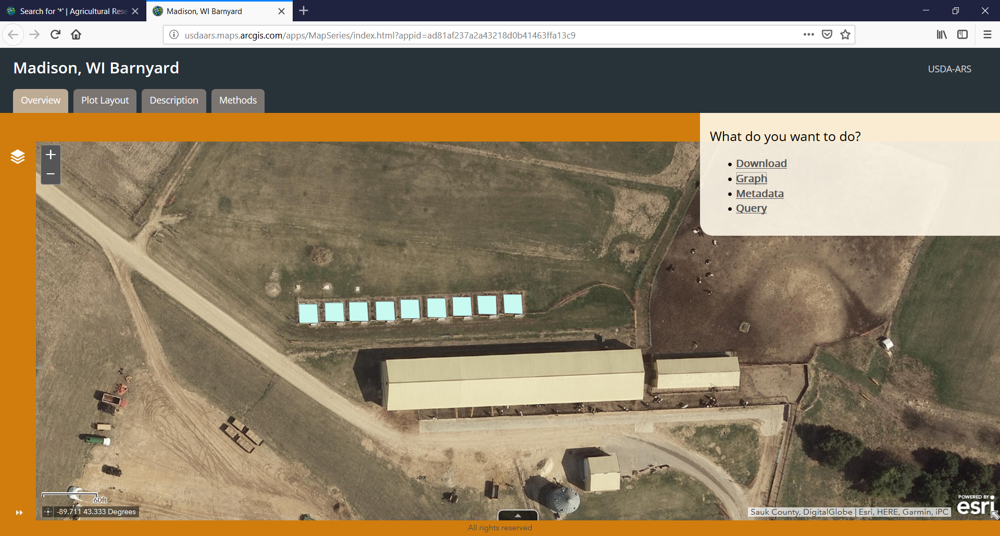 Search for '*' | Agricultural Rese
Madison, WI Barnyard
usdaars.maps.arcgis.com/apps/MapSeries/index.html?appid=ad81af237a2a43218d0b41463ffa13c9
Madison, WI Barnyard
USDA-ARS
Overview
Plot Layout
Description
Methods
What do you want to do?
• Download
• Graph
• Metadata
• Query
+
−
60ft
-89.711 43.333 Degrees
POWERED BY
esri
Sauk County, DigitalGlobe | Esri, HERE, Garmin, iPC
All rights reserved